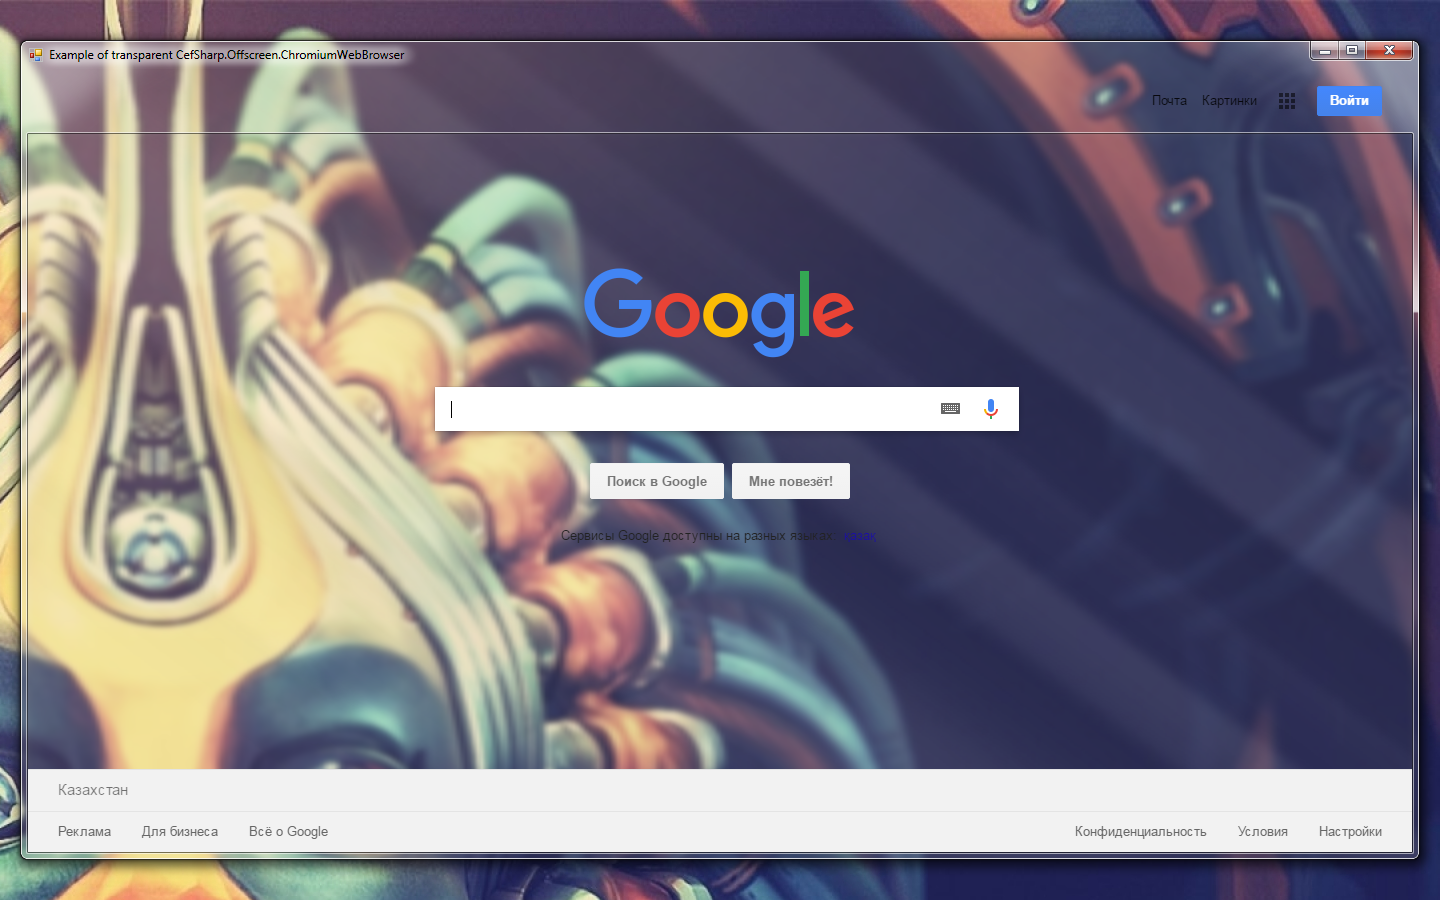 Example of transparent CefSharp.Offscreen.ChromiumWebBrowser
Почта Картинки Войти
Google
Поиск в Google Мне повезёт!
Сервисы Google доступны на разных языках: қазақ
Казахстан
Реклама Для бизнеса Всё о Google Конфиденциальность Условия Настройки